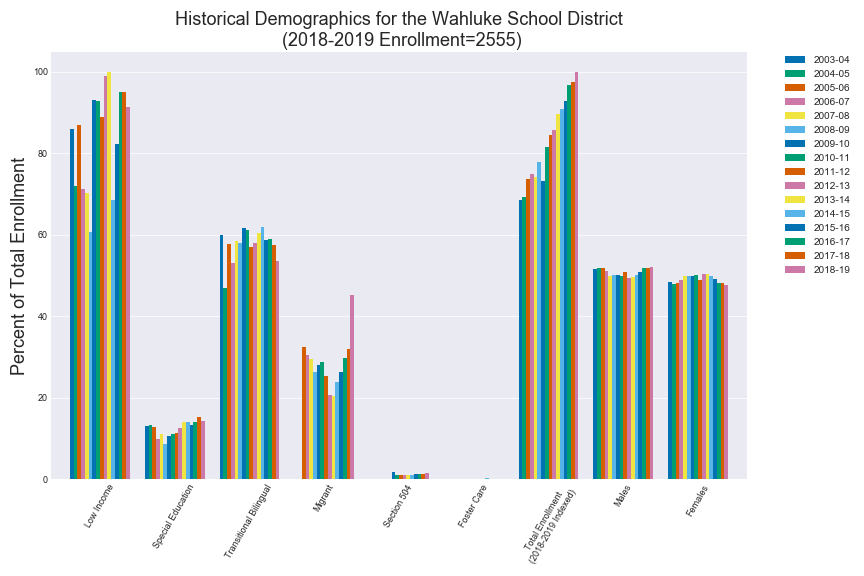 Historical Demographics for the Wahluke School District
(2018-2019 Enrollment=2555)
Percent of Total Enrollment
100
80
60
40
20
0
Low Income
Special Education
Transitional Bilingual
Migrant
Section 504
Foster Care
Total Enrollment
(2018-2019 Indexed)
Males
Females
2003-04
2004-05
2005-06
2006-07
2007-08
2008-09
2009-10
2010-11
2011-12
2012-13
2013-14
2014-15
2015-16
2016-17
2017-18
2018-19